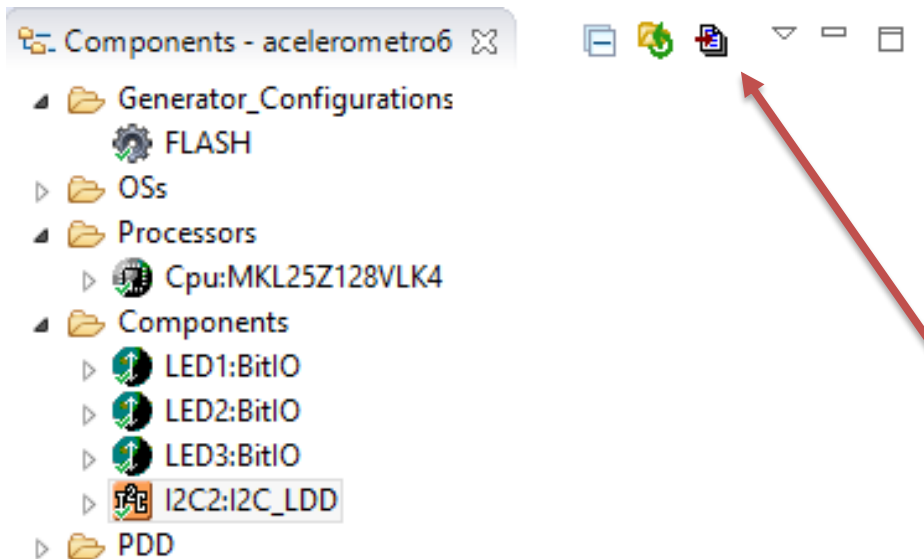 Components - acelerometro6
Generator_Configurations
FLASH
OSs
Processors
Cpu:MKL25Z128VLK4
Components
LED1:BitIO
LED2:BitIO
LED3:BitIO
I2C2:I2C_LDD
PDD